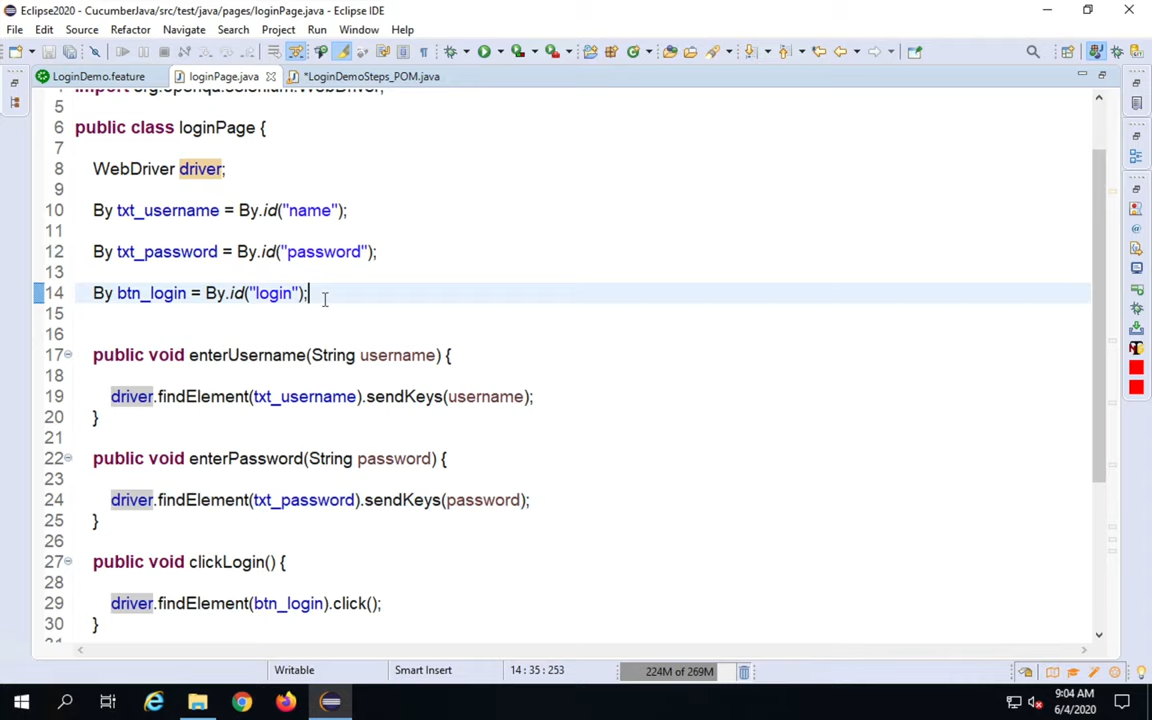 Eclipse2020 - CucumberJava/src/test/java/pages/loginPage.java - Eclipse IDE
File Edit Source Refactor Navigate Search Project Run Window Help
LoginDemo.feature loginPage.java *LoginDemoSteps_POM.java
import org.openqa.selenium.WebDriver;
5
6 public class loginPage {
7
8 WebDriver driver;
9
10 By txt_username = By.id("name");
11
12 By txt_password = By.id("password");
13
14 By btn_login = By.id("login");
15
16
17 public void enterUsername(String username) {
18
19 driver.findElement(txt_username).sendKeys(username);
20 }
21
22 public void enterPassword(String password) {
23
24 driver.findElement(txt_password).sendKeys(password);
25 }
26
27 public void clickLogin() {
28
29 driver.findElement(btn_login).click();
30 }
31
Writable Smart Insert 14 : 35 : 253 224M of 269M
9:04 AM
6/4/2020